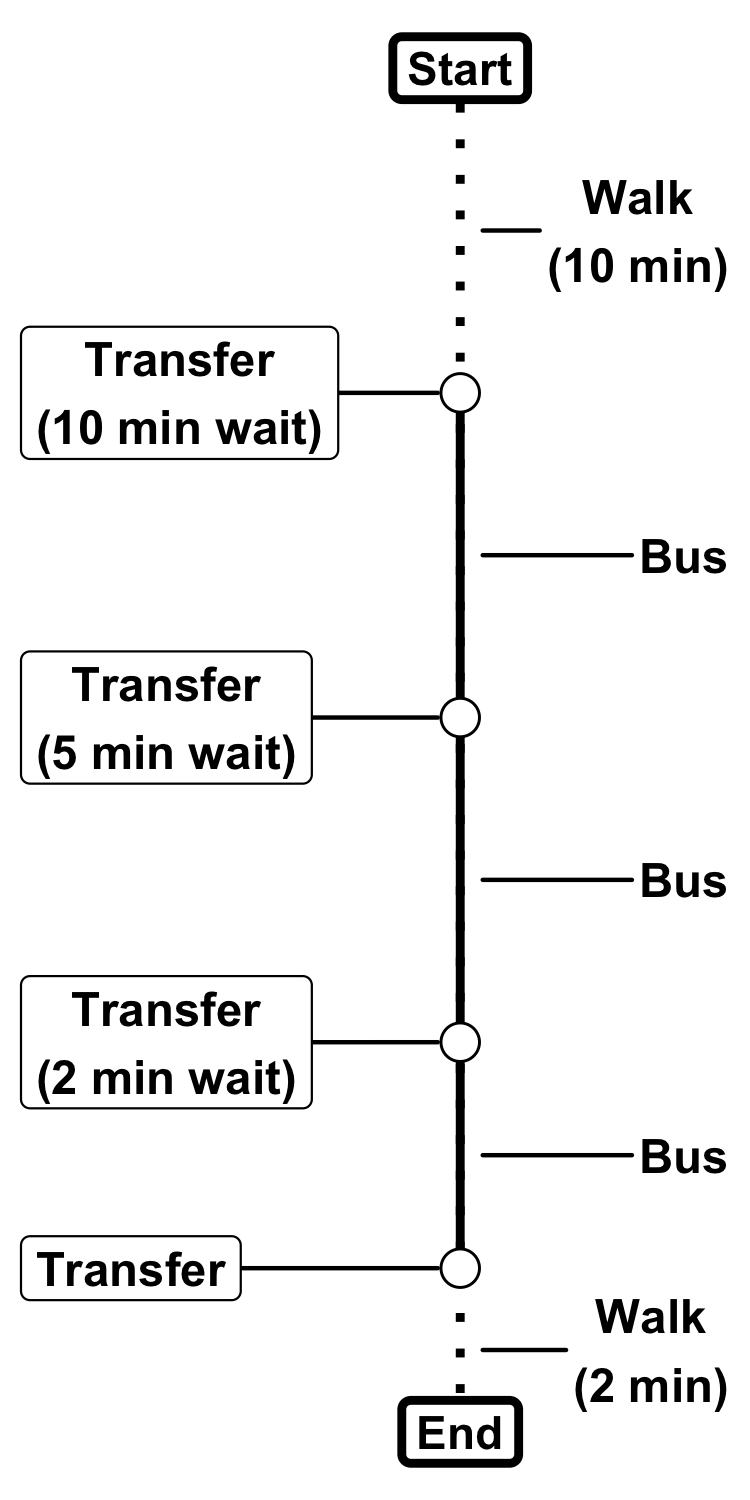 Start
Walk
(10 min)
Transfer
(10 min wait)
Bus
Transfer
(5 min wait)
Bus
Transfer
(2 min wait)
Bus
Transfer
Walk
(2 min)
End